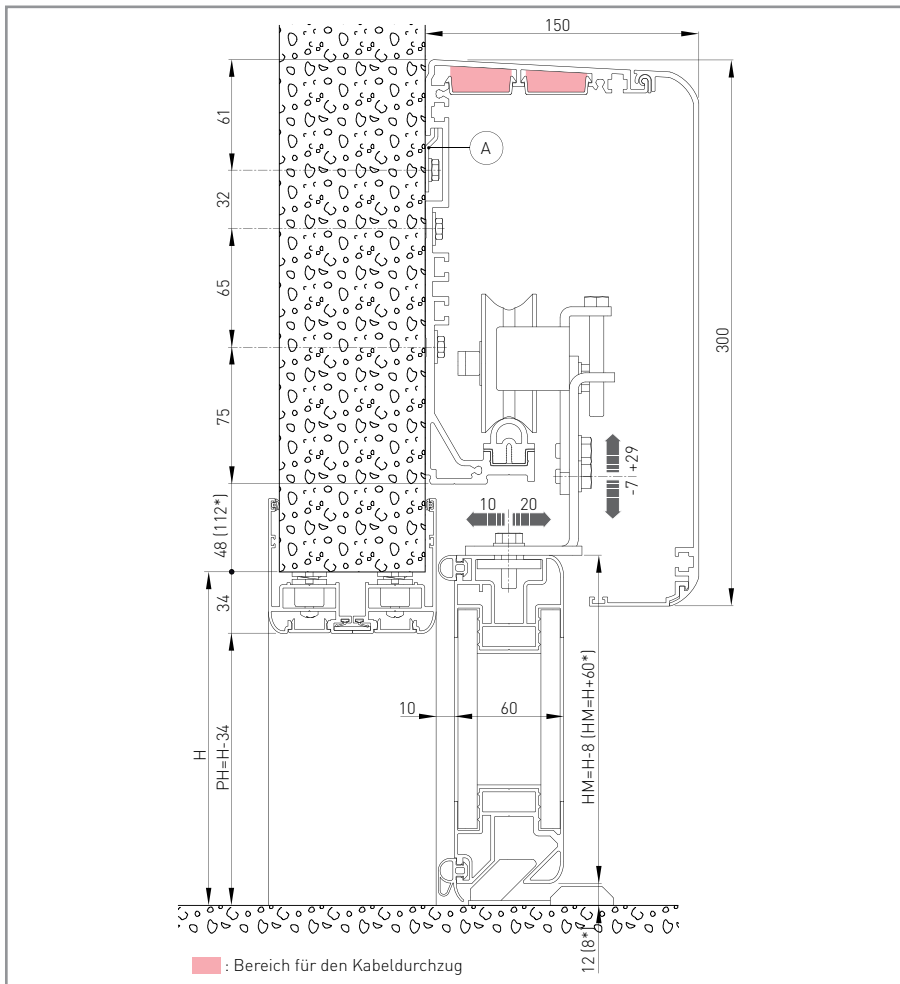 150
61
A
32
65
300
75
-7 +29
10 20
48 (112*)
34
10 60
HM=H-8 (HM=H+60*)
H
PH=H-34
12 (8*)
: Bereich für den Kabeldurchzug